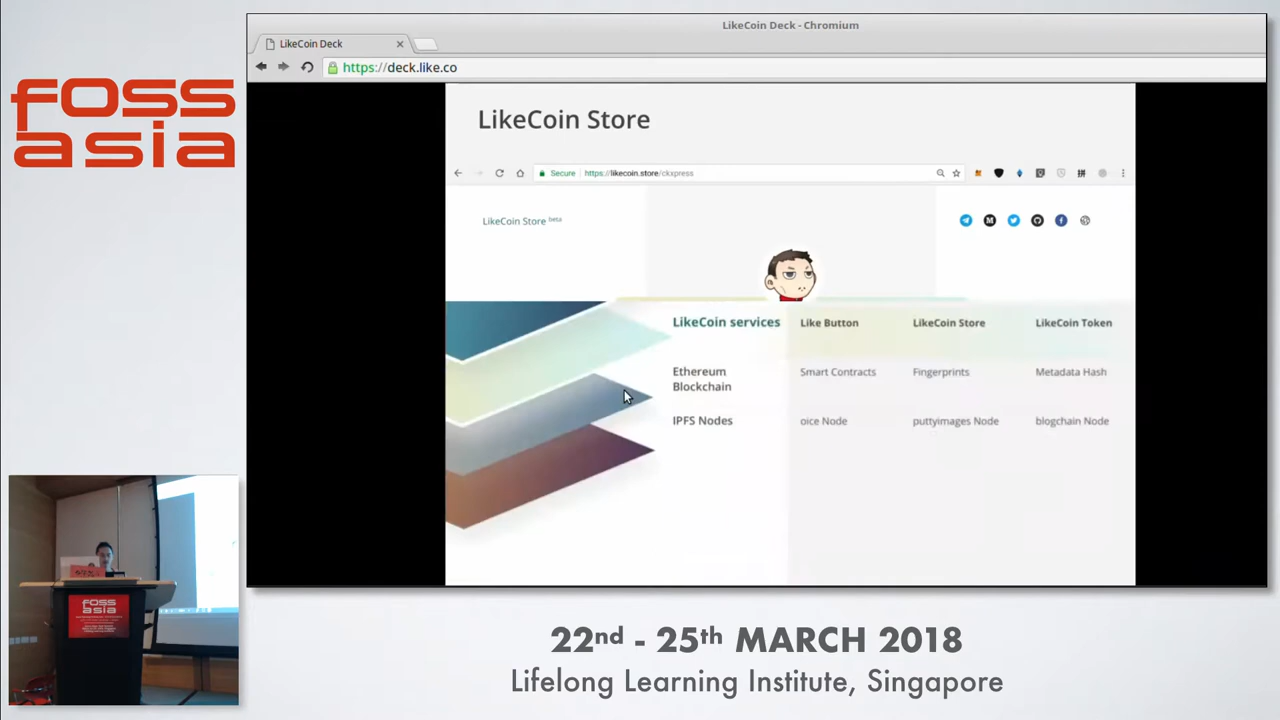 foss
asia
LikeCoin Deck - Chromium
LikeCoin Deck
https://deck.like.co
LikeCoin Store
Secure https://likecoin.store/ckxpress
LikeCoin Store beta
LikeCoin services Like Button LikeCoin Store LikeCoin Token
Ethereum
Blockchain Smart Contracts Fingerprints Metadata Hash
IPFS Nodes oice Node puttyimages Node blogchain Node
foss
asia
22nd - 25th MARCH 2018
Lifelong Learning Institute, Singapore